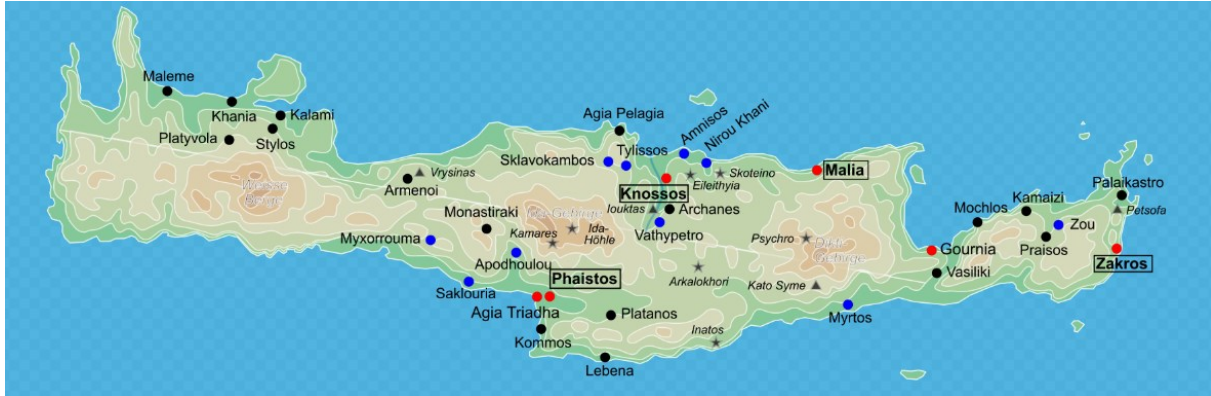 Maleme
Khania
Kalami
Platyvola
Stylos
Agia Pelagia
Amnisos
Nirou Khani
Sklavokambos
Tylissos
Vrysinas
Armenoi
Skoteino
Eileithyia
Malia
Weisse
Berge
Knossos
Palaikastro
Kamaizi
Petsofa
Mochlos
Zou
Iouktas
Archanes
Monastiraki
Ida-Gebirge
Kamares
Ida-
Höhle
Vathypetro
Myxorrouma
Psychro
Dikti-
Gebirge
Praisos
Gournia
Zakros
Apodhoulou
Arkalokhori
Vasiliki
Phaistos
Saklouria
Kato Syme
Agia Triadha
Platanos
Myrtos
Kommos
Inatos
Lebena